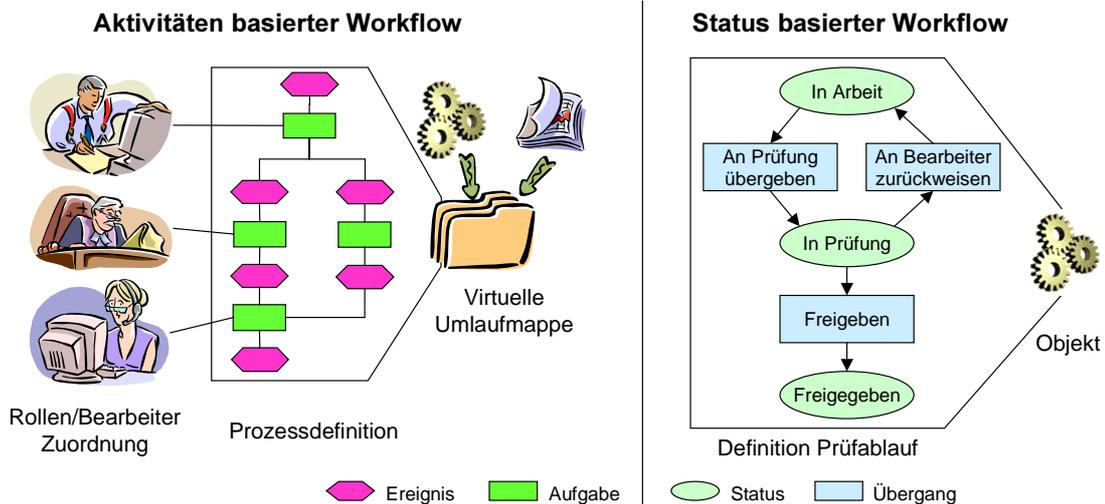 Aktivitäten basierter Workflow
Virtuelle
Umlaufmappe
Rollen/Bearbeiter
Zuordnung
Prozessdefinition
Ereignis
Aufgabe
Status basierter Workflow
In Arbeit
An Prüfung
übergeben
An Bearbeiter
zurückweisen
In Prüfung
Freigeben
Freigegeben
Objekt
Definition Prüfablauf
Status
Übergang